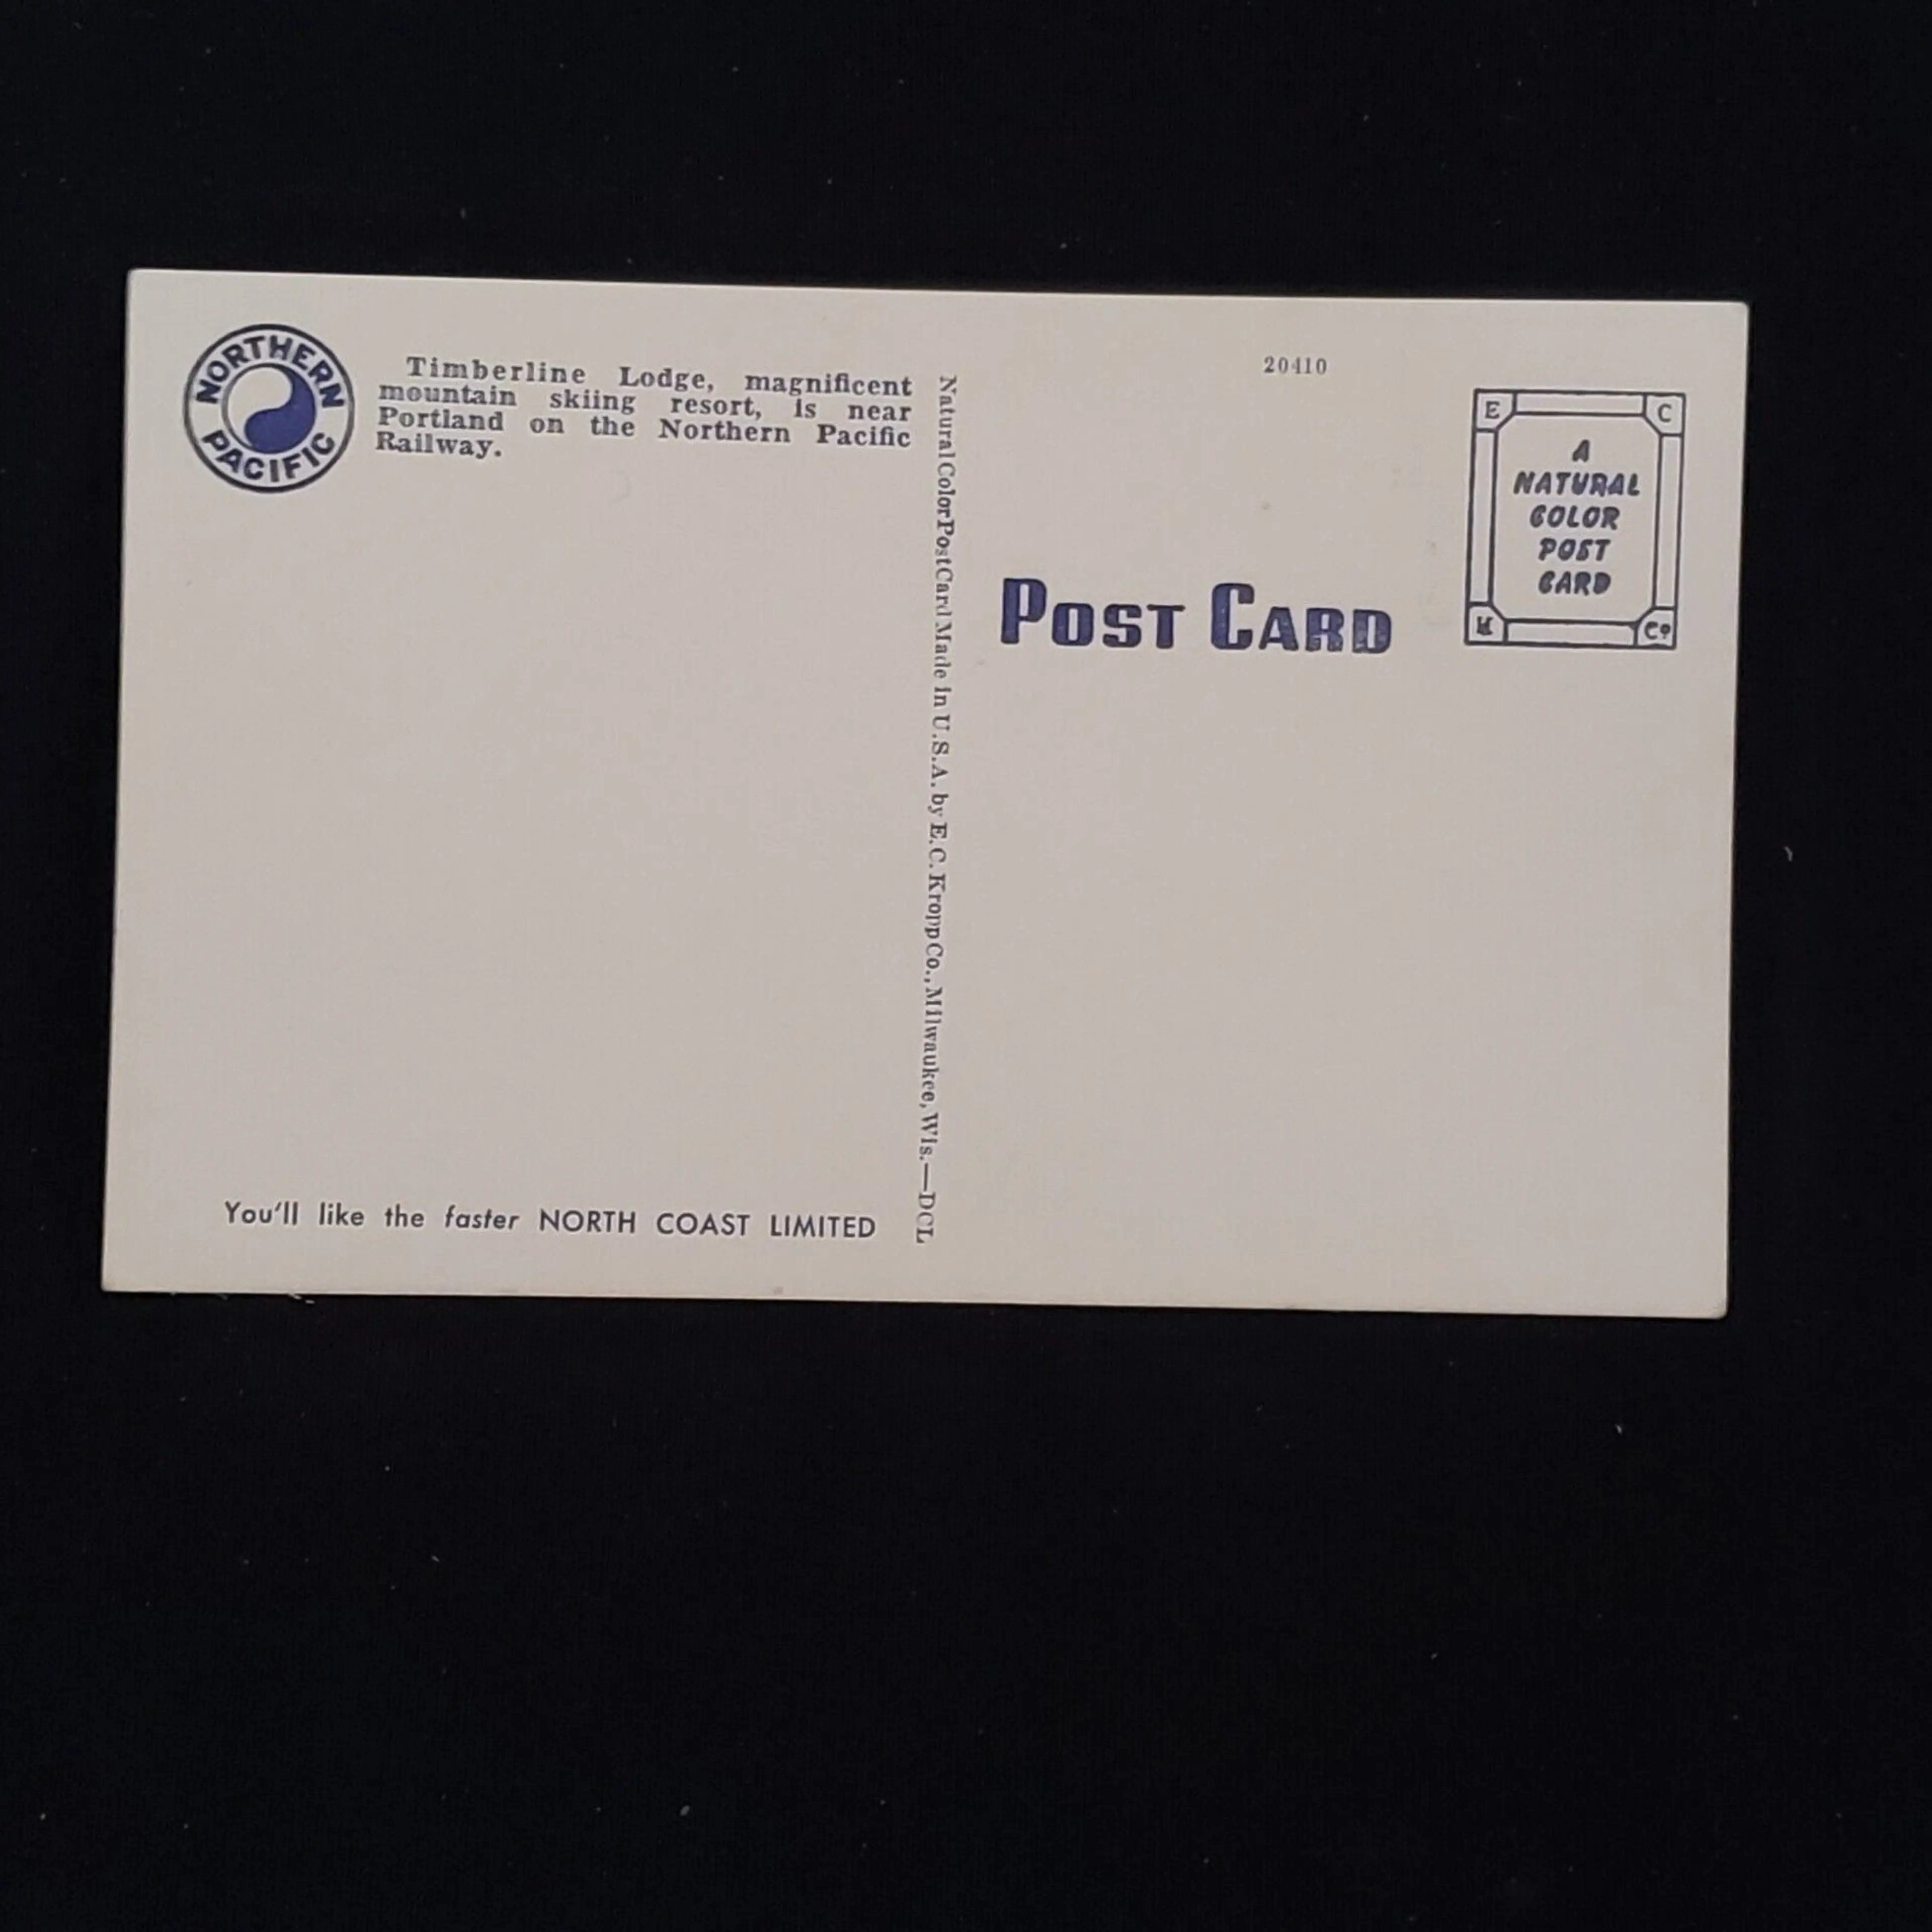 NORTHERN
PACIFIC
Timberline Lodge, magnificent
mountain skiing resort, is near
Portland on the Northern Pacific
Railway.
You'll like the faster NORTH COAST LIMITED
Natural Color Post Card Made in U.S.A. by E. C. Kropp Co., Milwaukee, Wis.—DCL
20410
POST CARD
E C
A
NATURAL
COLOR
POST
CARD
K Co